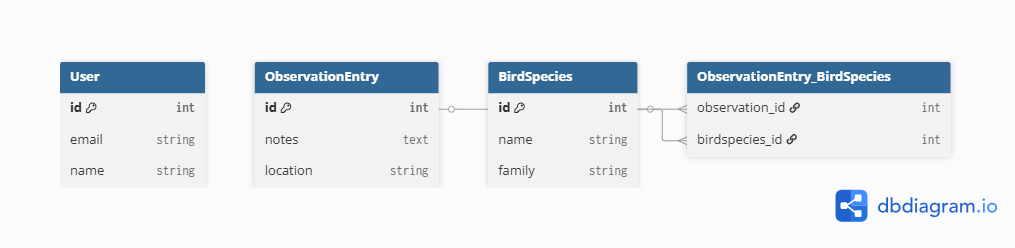 User
id int
email string
name string
ObservationEntry
id int
notes text
location string
BirdSpecies
id int
name string
family string
ObservationEntry_BirdSpecies
observation_id int
birdspecies_id int
dbdiagram.io